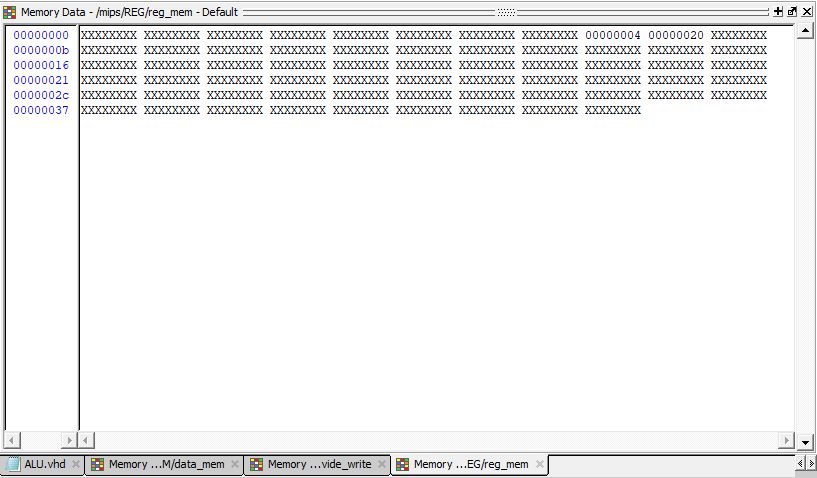 Memory Data - /mips/REG/reg_mem - Default
00000000 XXXXXXXX XXXXXXXX XXXXXXXX XXXXXXXX XXXXXXXX XXXXXXXX XXXXXXXX XXXXXXXX 00000004 00000020 XXXXXXXX
0000000b XXXXXXXX XXXXXXXX XXXXXXXX XXXXXXXX XXXXXXXX XXXXXXXX XXXXXXXX XXXXXXXX XXXXXXXX XXXXXXXX XXXXXXXX
00000016 XXXXXXXX XXXXXXXX XXXXXXXX XXXXXXXX XXXXXXXX XXXXXXXX XXXXXXXX XXXXXXXX XXXXXXXX XXXXXXXX XXXXXXXX
00000021 XXXXXXXX XXXXXXXX XXXXXXXX XXXXXXXX XXXXXXXX XXXXXXXX XXXXXXXX XXXXXXXX XXXXXXXX XXXXXXXX XXXXXXXX
0000002c XXXXXXXX XXXXXXXX XXXXXXXX XXXXXXXX XXXXXXXX XXXXXXXX XXXXXXXX XXXXXXXX XXXXXXXX XXXXXXXX XXXXXXXX
00000037 XXXXXXXX XXXXXXXX XXXXXXXX XXXXXXXX XXXXXXXX XXXXXXXX XXXXXXXX XXXXXXXX XXXXXXXX
ALU.vhd Memory ...M/data_mem Memory ...vide_write Memory ...EG/reg_mem